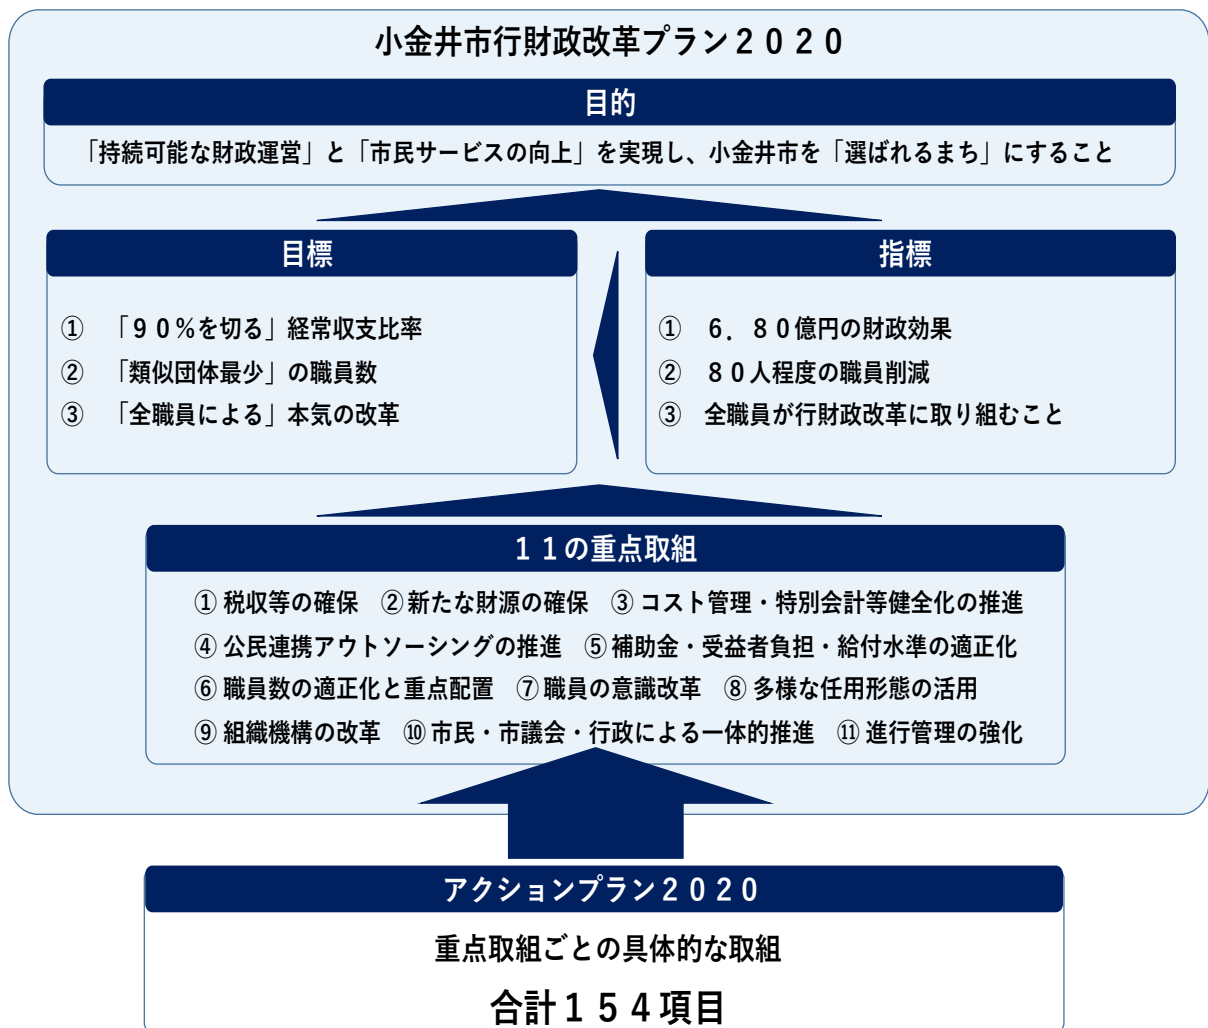 小金井市行財政改革プラン２０２０
目的
「持続可能な財政運営」と「市民サービスの向上」を実現し、小金井市を「選ばれるまち」にすること
目標
① 「９０％を切る」経常収支比率
② 「類似団体最少」の職員数
③ 「全職員による」本気の改革
指標
① ６．８０億円の財政効果
② ８０人程度の職員削減
③ 全職員が行財政改革に取り組むこと
１１の重点取組
① 税収等の確保 ②新たな財源の確保 ③ コスト管理・特別会計等健全化の推進
④ 公民連携アウトソーシングの推進 ⑤ 補助金・受益者負担・給付水準の適正化
⑥ 職員数の適正化と重点配置 ⑦ 職員の意識改革 ⑧ 多様な任用形態の活用
⑨ 組織機構の改革 ⑩ 市民・市議会・行政による一体的推進 ⑪ 進行管理の強化
アクションプラン２０２０
重点取組ごとの具体的な取組
合計１５４項目